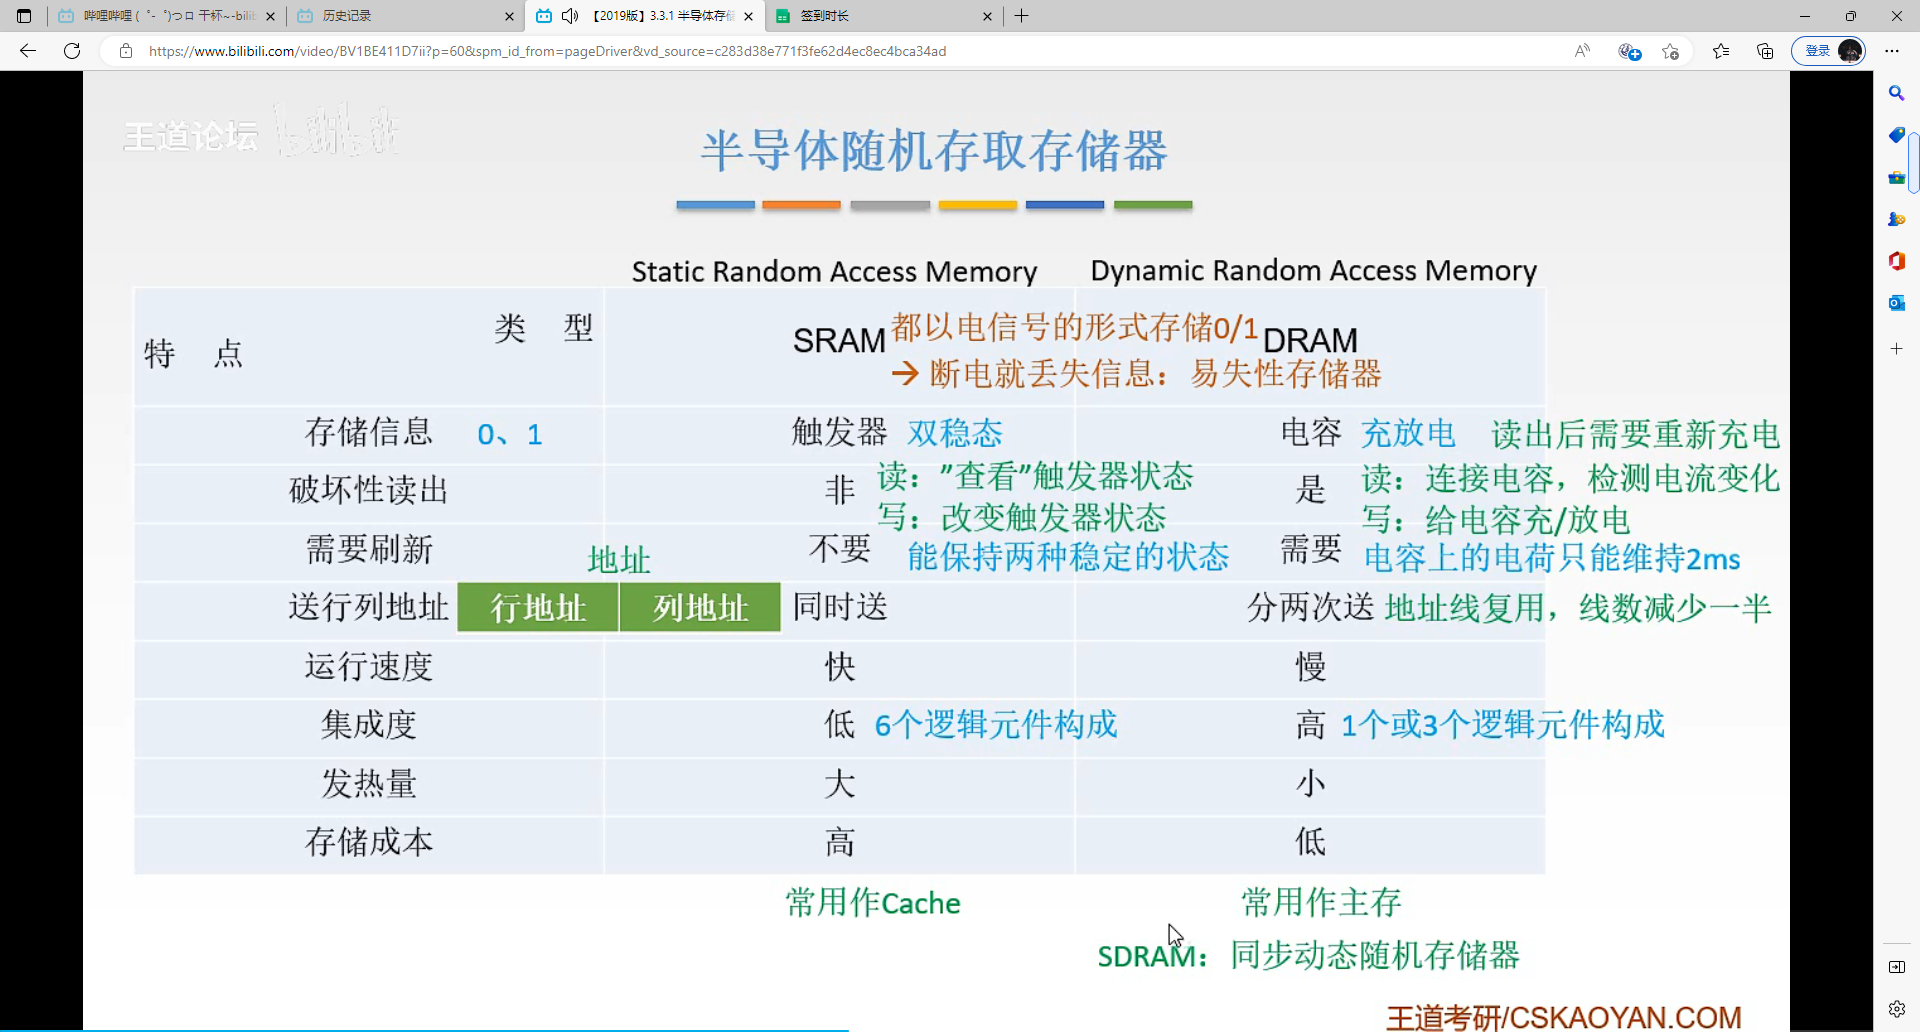 哔哩哔哩 (゜-゜)つロ 干杯~-bilib
历史记录
【2019版】3.3.1 半导体存储
签到时长
https://www.bilibili.com/video/BV1BE411D7ii?p=60&spm_id_from=pageDriver&vd_source=c283d38e771f3fe62d4ec8ec4bca34ad
登录
王道论坛 bilibili
半导体随机存取存储器
Static Random Access Memory Dynamic Random Access Memory
特 点 类 型 SRAM 都以电信号的形式存储0/1 DRAM
→ 断电就丢失信息：易失性存储器
存储信息 0、1 触发器 双稳态 电容 充放电 读出后需要重新充电
破坏性读出 非 读：”查看”触发器状态 是 读：连接电容，检测电流变化
写：改变触发器状态 写：给电容充/放电
需要刷新 地址 不要 能保持两种稳定的状态 需要 电容上的电荷只能维持2ms
送行列地址 行地址 列地址 同时送 分两次送 地址线复用，线数减少一半
运行速度 快 慢
集成度 低 6个逻辑元件构成 高 1个或3个逻辑元件构成
发热量 大 小
存储成本 高 低
常用作Cache 常用作主存
SDRAM：同步动态随机存储器
王道考研/CSKAOYAN.COM